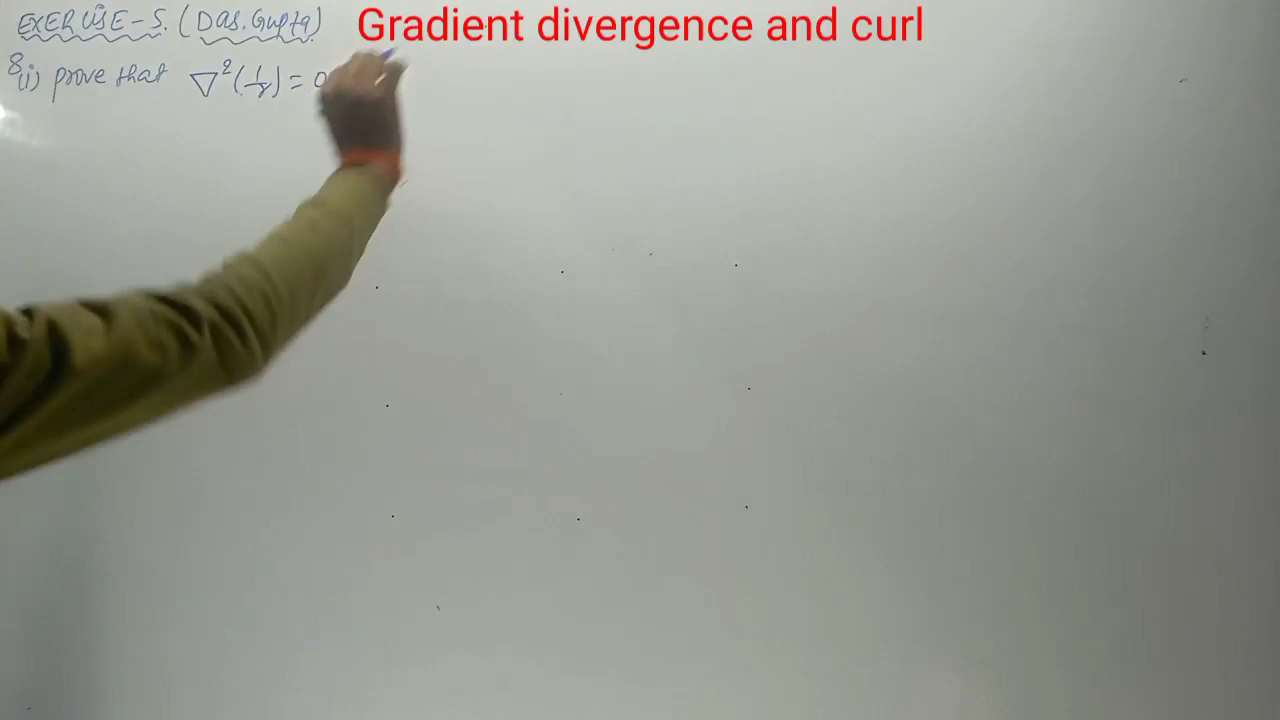 EXERCISE-5. (Das.Gupta)
Gradient divergence and curl
8(i) prove that ∇²(1/r) = 0